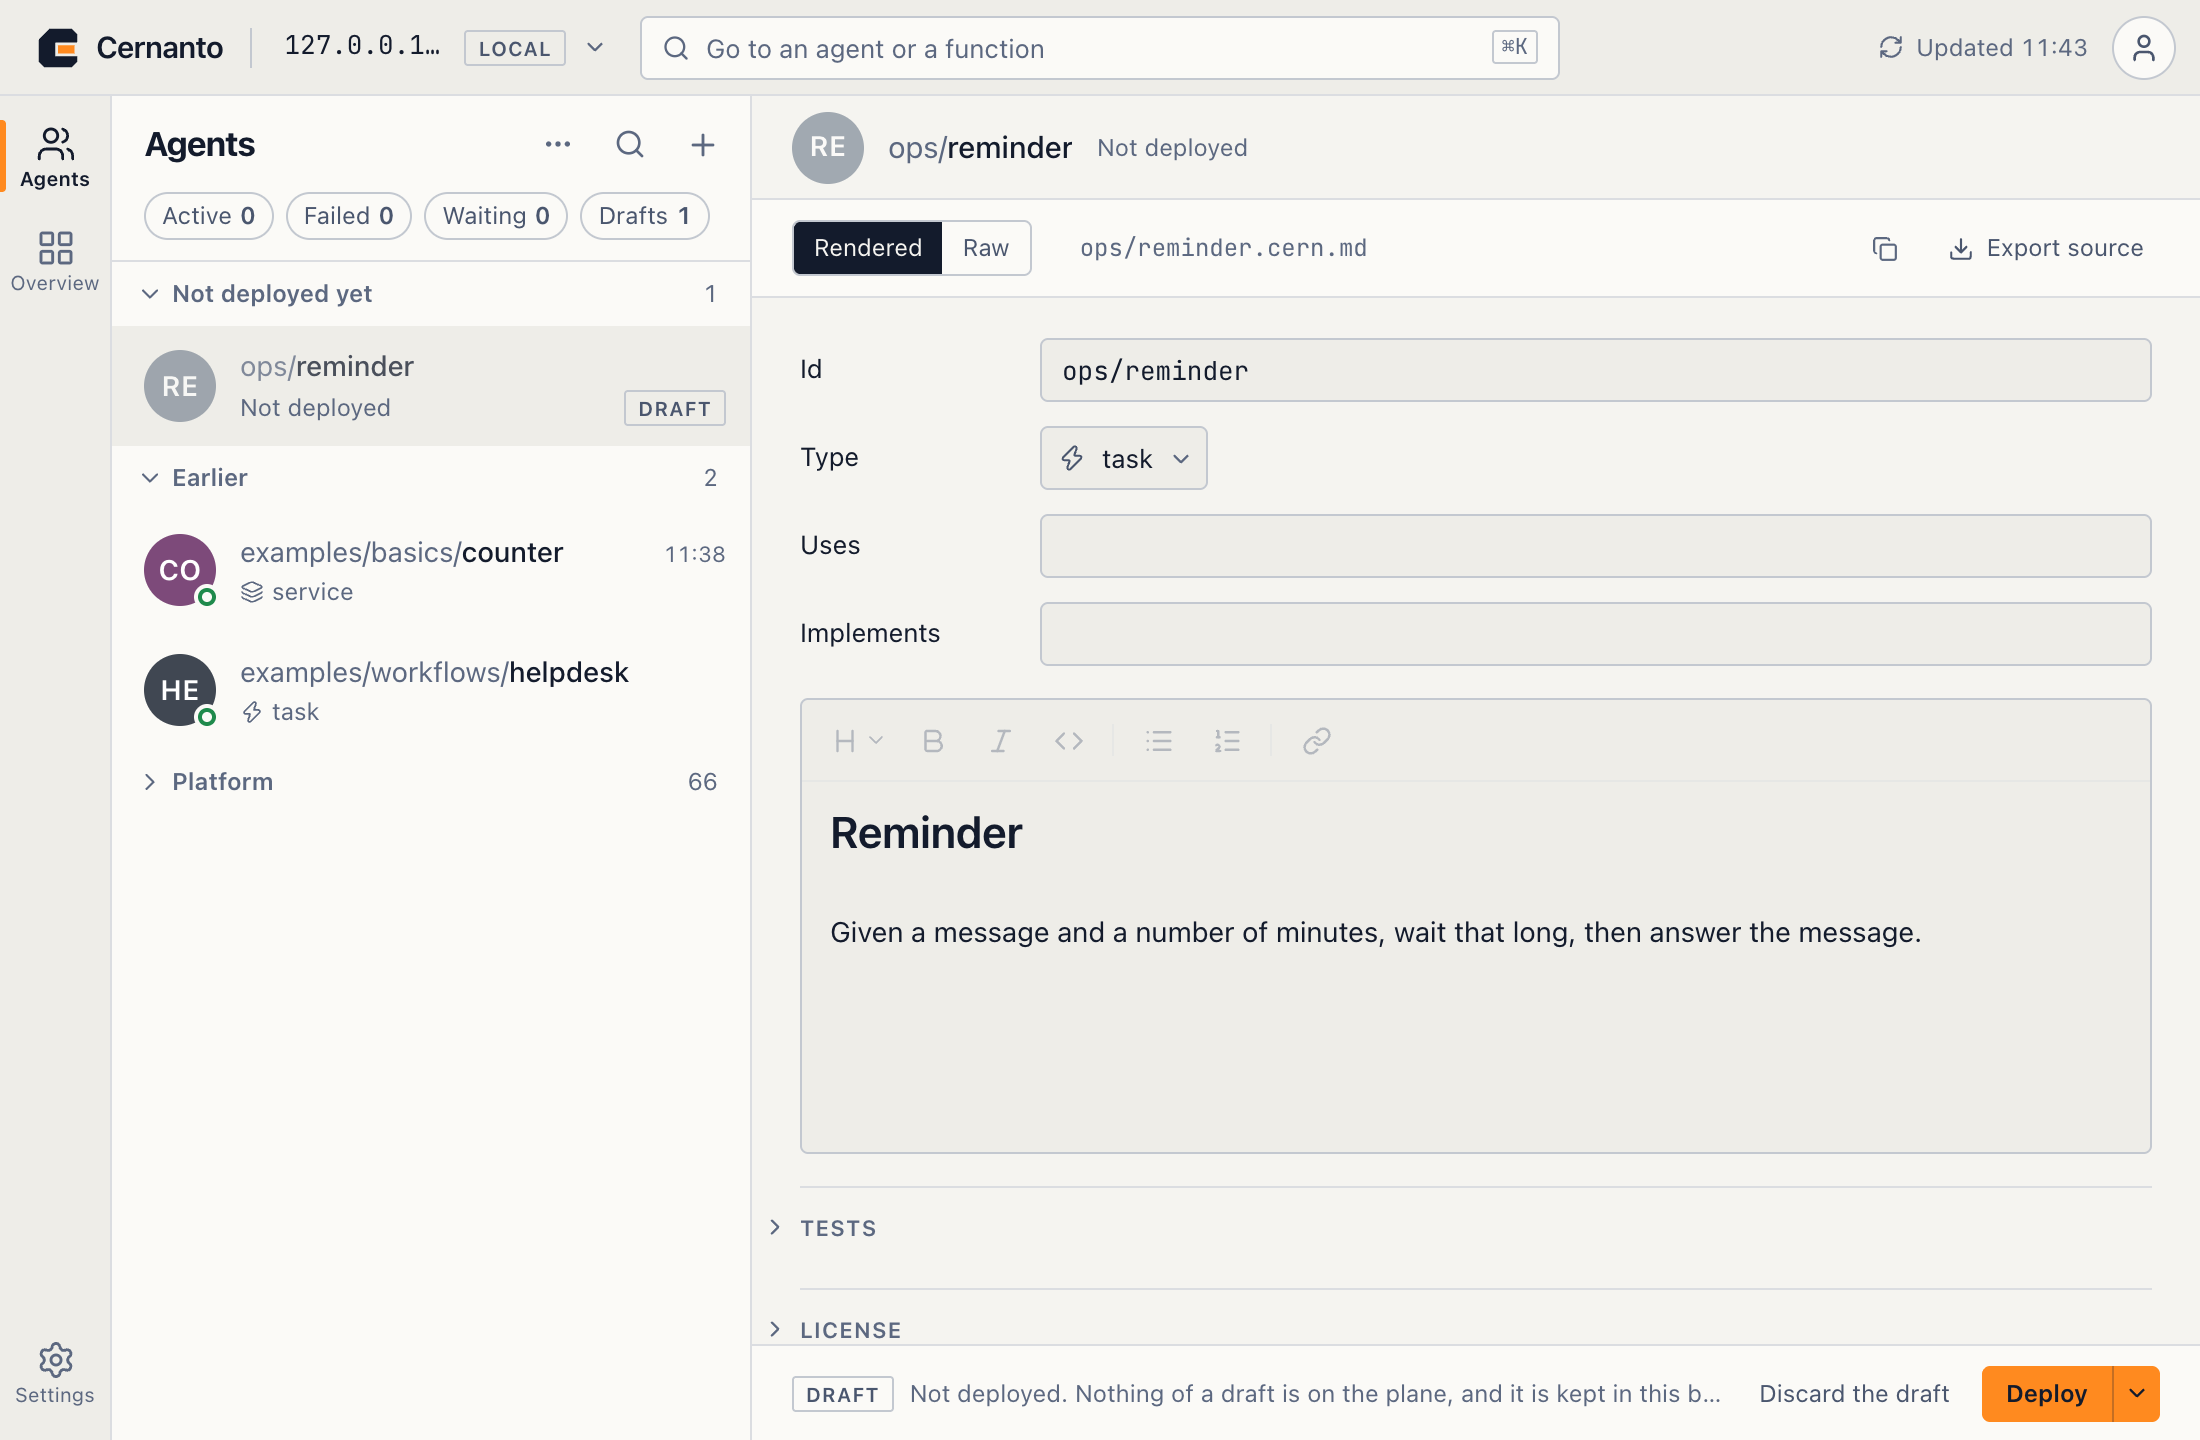 Cernanto
127.0.0.1…
LOCAL
Go to an agent or a function
⌘K
Updated 11:43
Agents
Overview
Settings
Agents
Active 0
Failed 0
Waiting 0
Drafts 1
Not deployed yet
1
RE
ops/reminder
Not deployed
DRAFT
Earlier
2
CO
examples/basics/counter
11:38
service
HE
examples/workflows/helpdesk
task
Platform
66
RE
ops/reminder
Not deployed
Rendered
Raw
ops/reminder.cern.md
Export source
Id
ops/reminder
Type
task
Uses
Implements
H
B
I
Reminder
Given a message and a number of minutes, wait that long, then answer the message.
TESTS
LICENSE
DRAFT
Not deployed. Nothing of a draft is on the plane, and it is kept in this b…
Discard the draft
Deploy